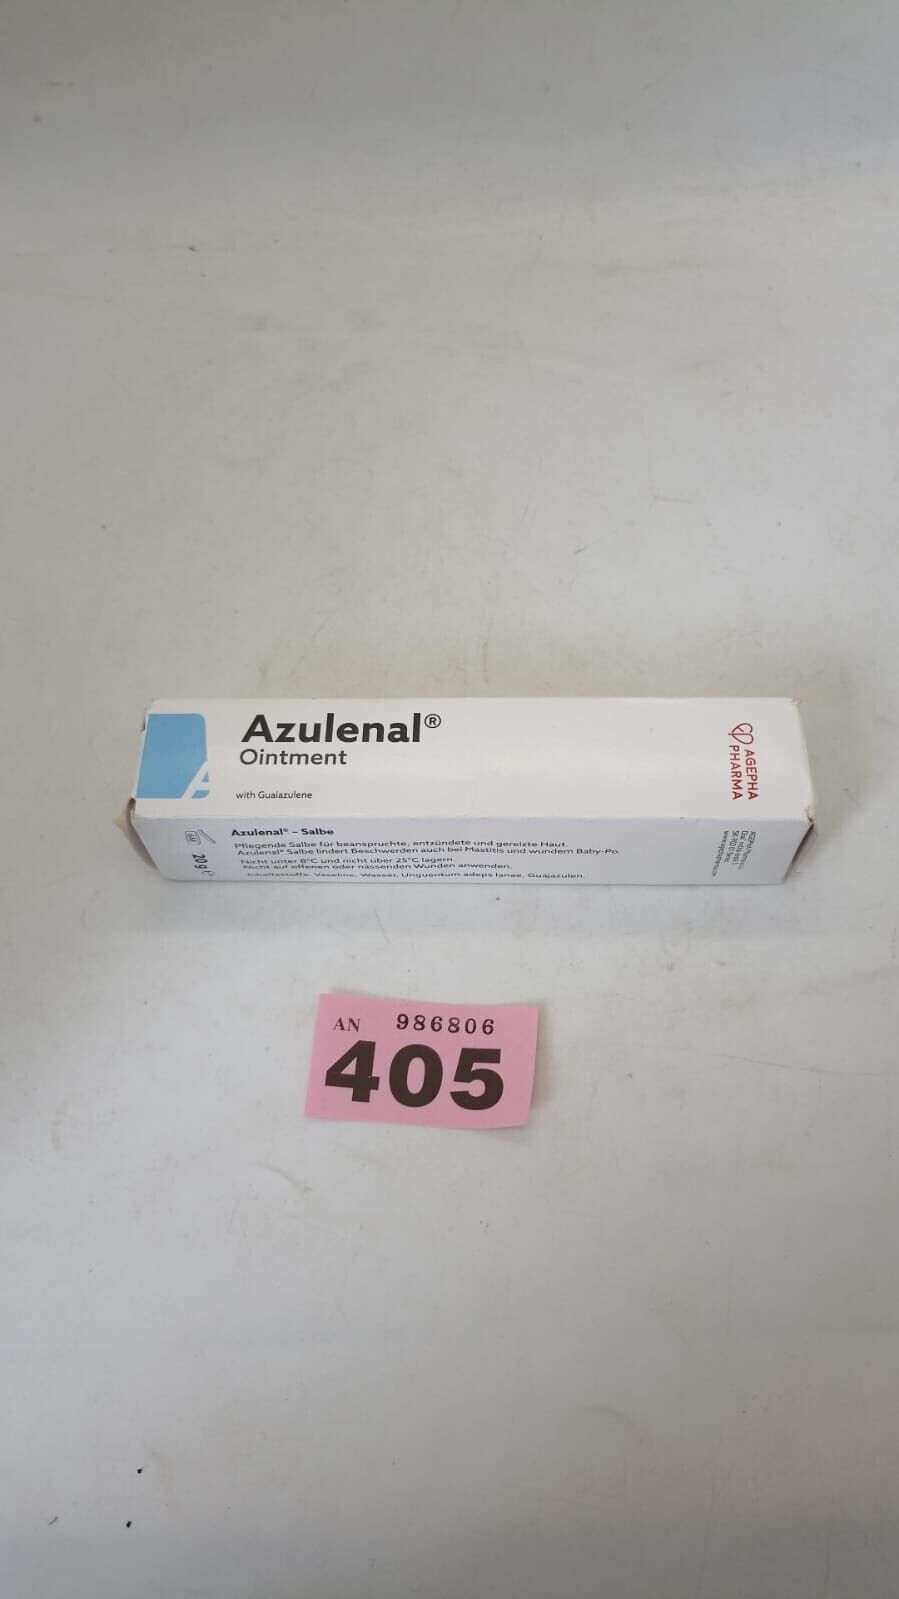 Azulenal®
Ointment
with Guaiazulene
AGEPHA
PHARMA
A
Azulenal® - Salbe
Pflegende Salbe für beanspruchte, entzündete und gereizte Haut.
Azulenal® Salbe lindert Beschwerden auch bei Mastitis und wundem Baby-Po.
Nicht unter 8°C und nicht über 25°C lagern.
Nicht auf offenen oder nässenden Wunden anwenden.
Inhaltsstoffe: Vaseline, Wasser, Unguentum adeps lanae, Guajazulen.
20g e
AN 986806
405